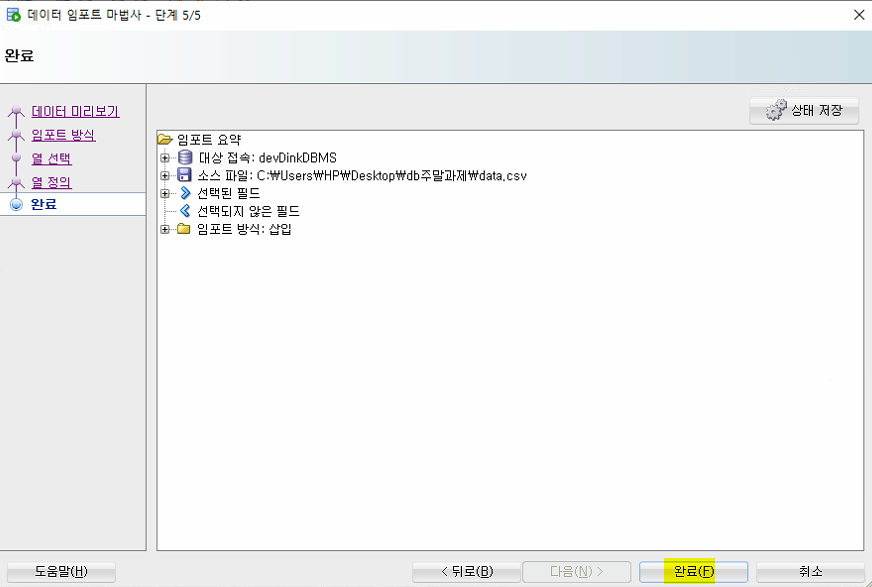 데이터 임포트 마법사 - 단계 5/5
완료
데이터 미리보기
임포트 방식
열 선택
열 정의
완료
상태 저장
임포트 요약
대상 접속: devDinkDBMS
소스 파일: C:₩Users₩HP₩Desktop₩db주말과제₩data.csv
선택된 필드
선택되지 않은 필드
임포트 방식: 삽입
도움말(H)
< 뒤로(B)
다음(N) >
완료(F)
취소